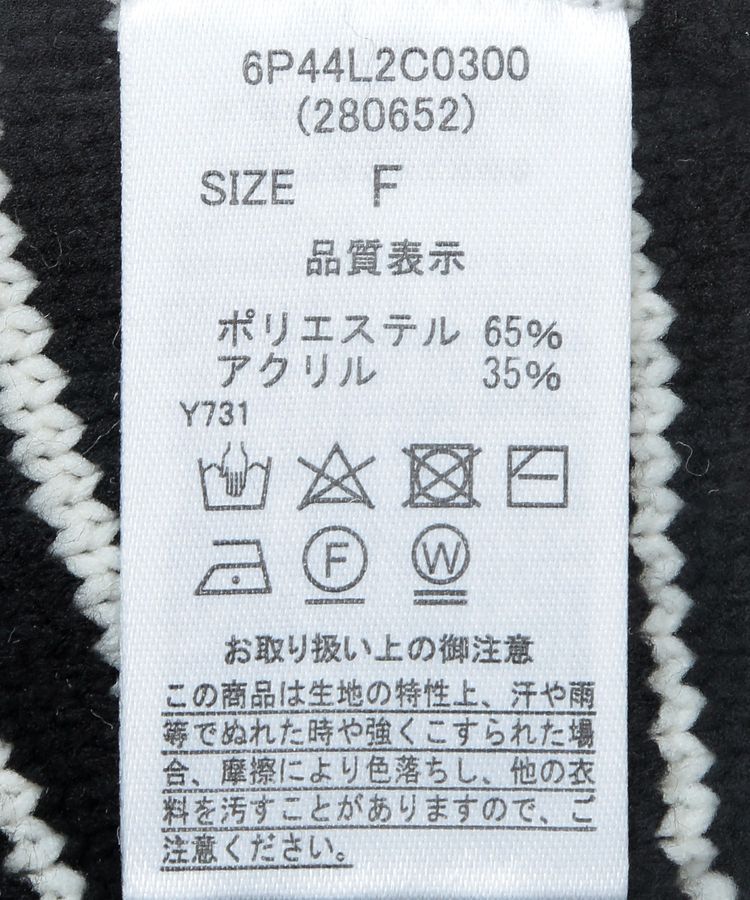 6P44L2C0300
(280652)
SIZE F
品質表示
ポリエステル 65%
アクリル 35%
Y731
F W
お取り扱い上の御注意
この商品は生地の特性上、汗や雨
等でぬれた時や強くこすられた場
合、摩擦により色落ちし、他の衣
料を汚すことがありますので、ご
注意ください。